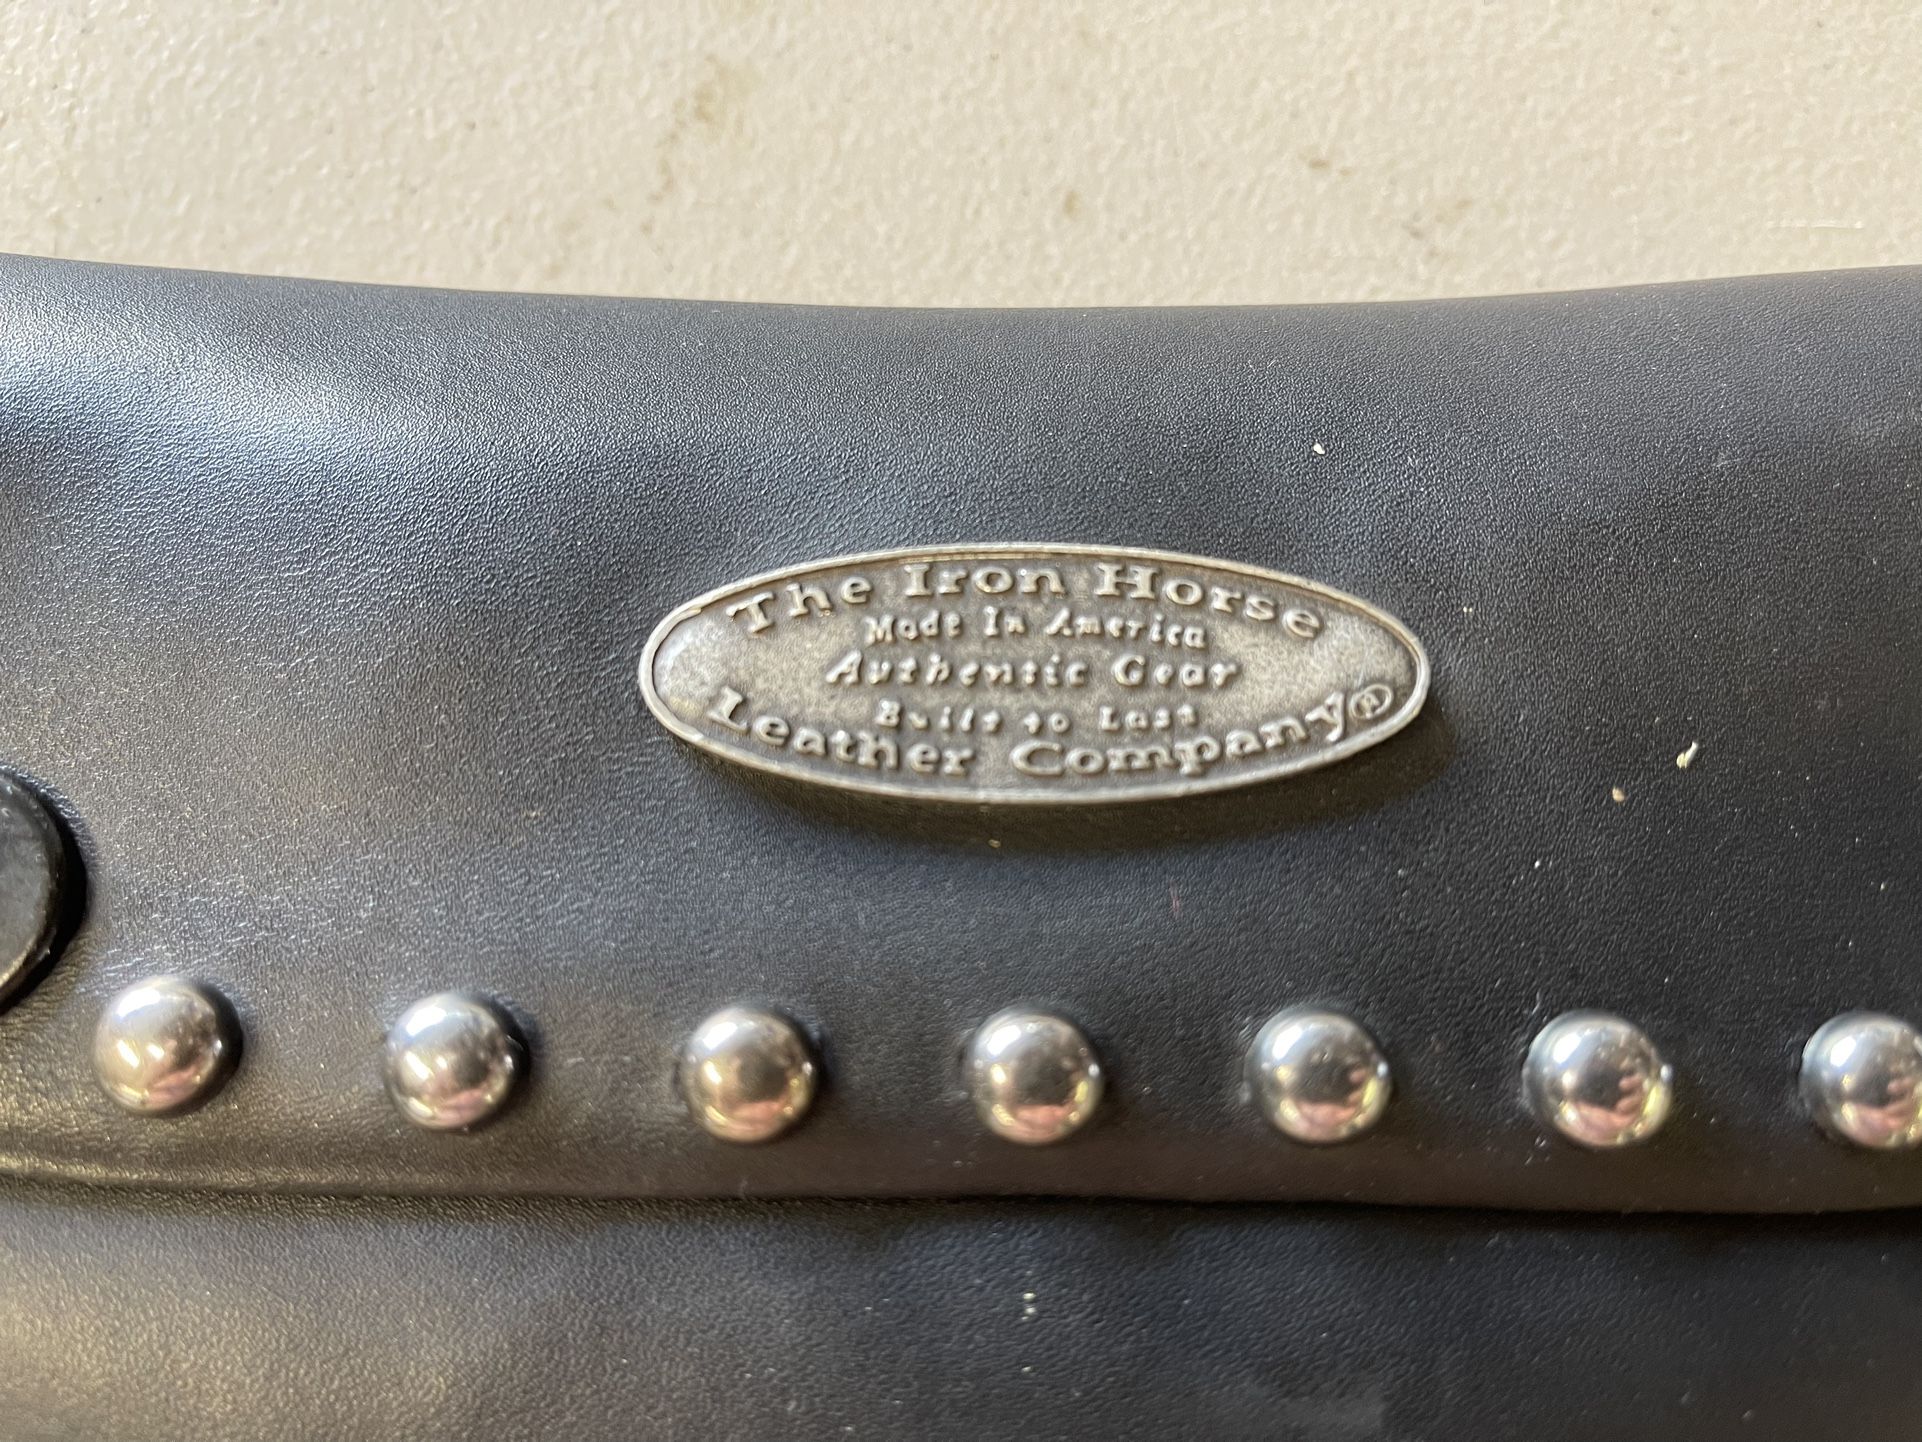 The Iron Horse
Made In America
Authentic Gear
Built to Last
Leather Company®